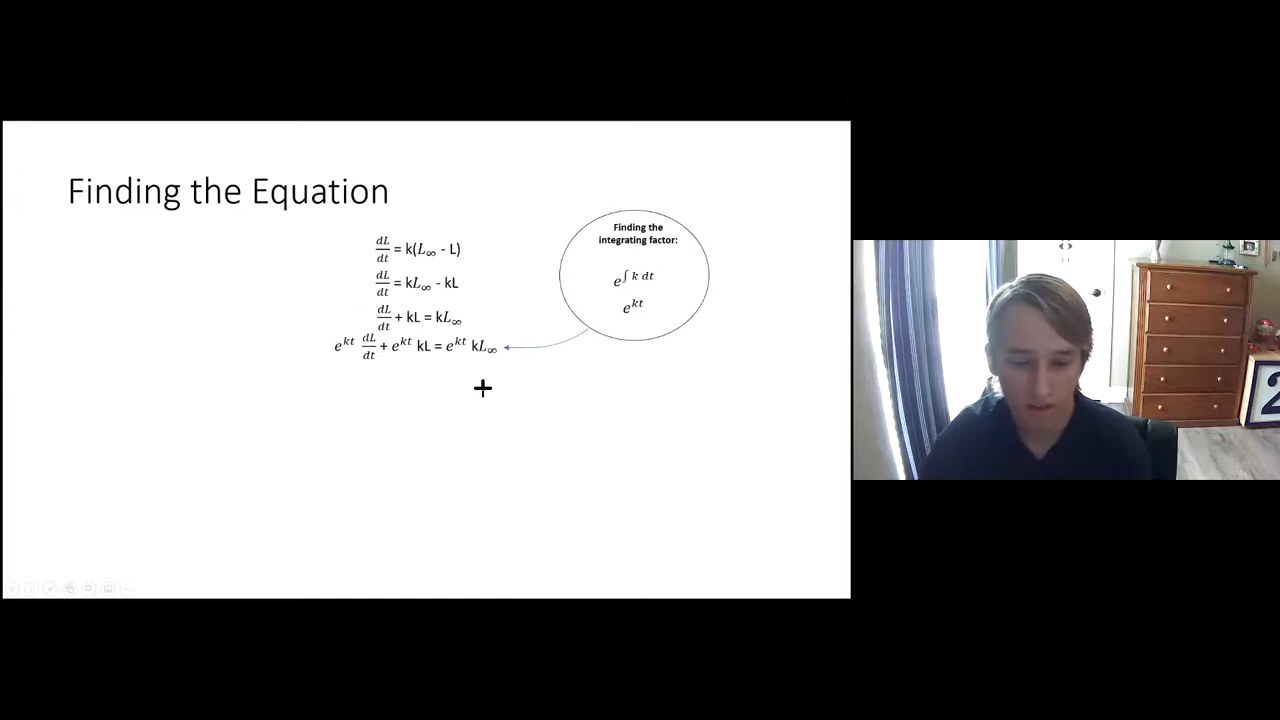 Finding the Equation
dL/dt = k(L∞ - L)
dL/dt = kL∞ - kL
dL/dt + kL = kL∞
e^{kt} dL/dt + e^{kt} kL = e^{kt} kL∞
Finding the
integrating factor:
e^{∫ k dt}
e^{kt}
2